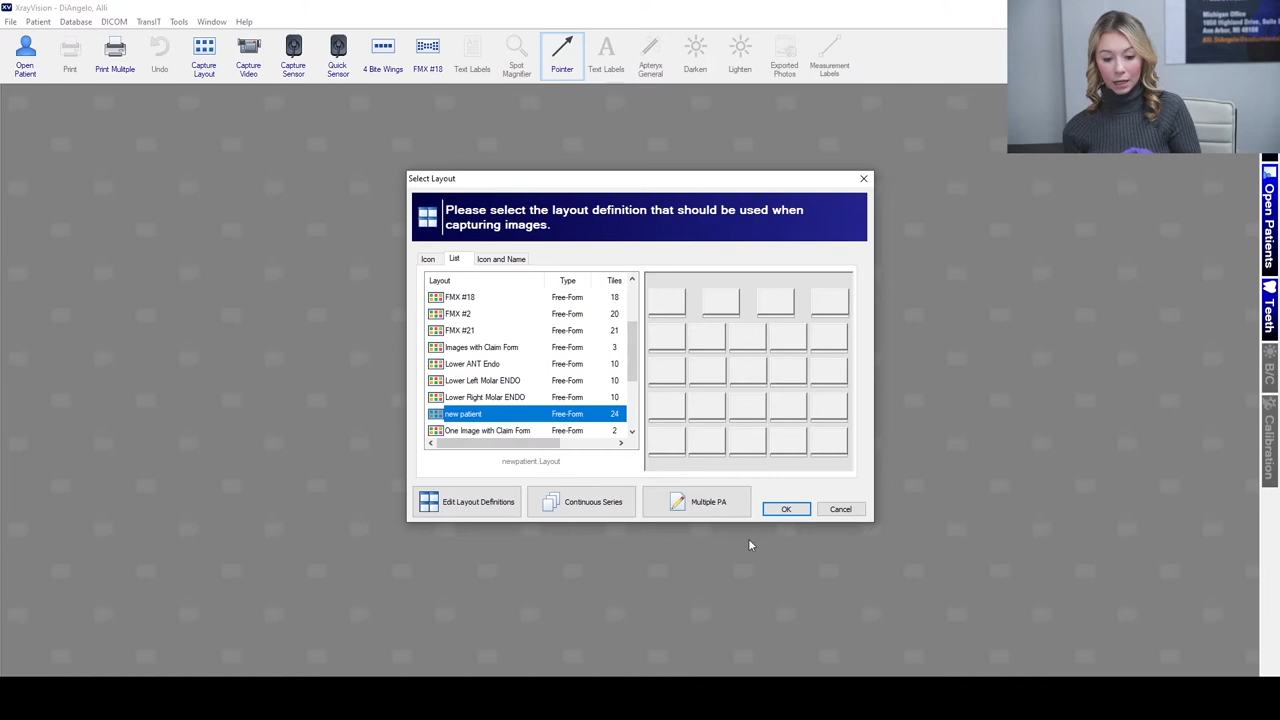 XV XrayVision - DiAngelo, Alli
File Patient Database DICOM TransIT Tools Window Help
Open Patient
Print
Print Multiple
Undo
Capture Layout
Capture Video
Capture Sensor
Quick Sensor
4 Bite Wings
FMX #18
Text Labels
Spot Magnifier
Pointer
Text Labels
Apteryx General
Darken
Lighten
Exported Photos
Measurement Labels
Michigan Office
Ann Arbor, MI 48108
Select Layout
Please select the layout definition that should be used when
capturing images.
Icon List Icon and Name
Layout Type Tiles
FMX #18 Free-Form 18
FMX #2 Free-Form 20
FMX #21 Free-Form 21
Images with Claim Form Free-Form 3
Lower ANT Endo Free-Form 10
Lower Left Molar ENDO Free-Form 10
Lower Right Molar ENDO Free-Form 10
new patient Free-Form 24
One Image with Claim Form Free-Form 2
newpatient Layout
Edit Layout Definitions Continuous Series Multiple PA OK Cancel
Open Patients
Teeth
B/C
Calibration